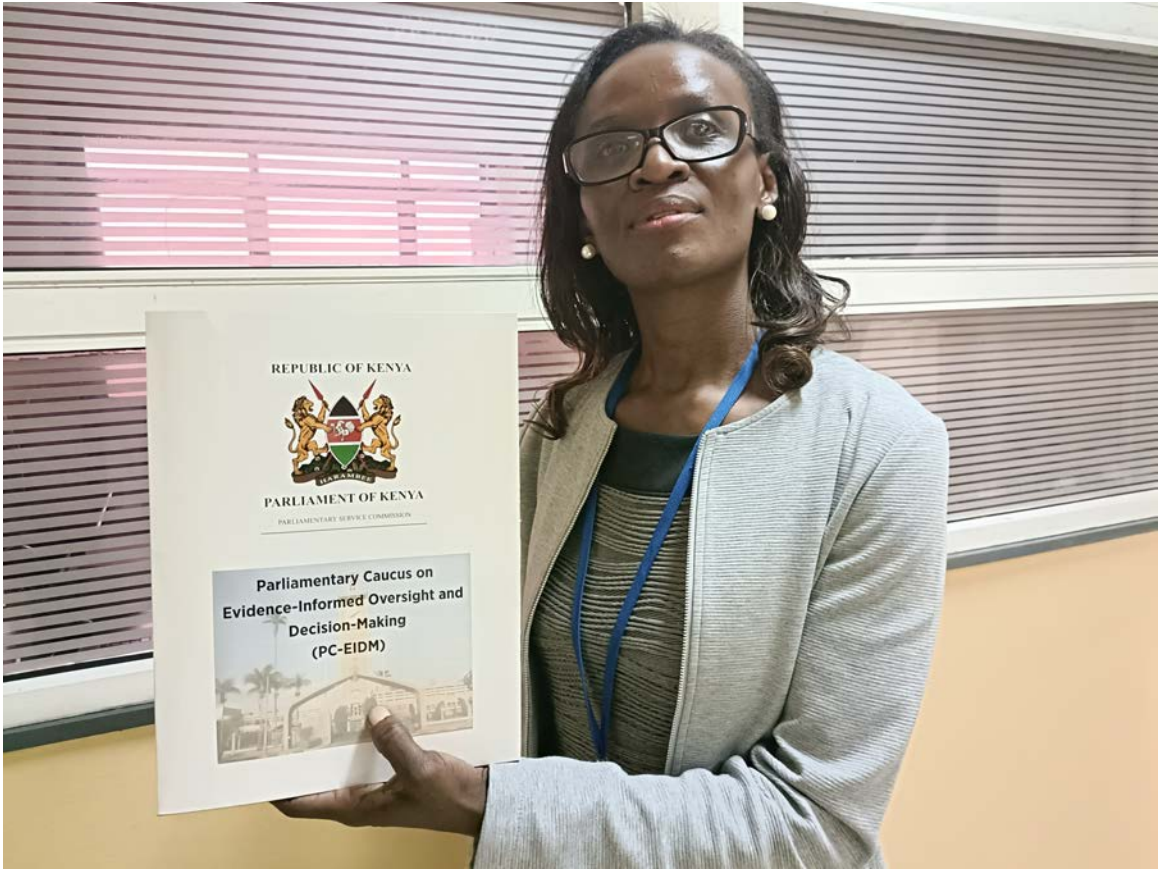 REPUBLIC OF KENYA
HARAMBEE
PARLIAMENT OF KENYA
PARLIAMENTARY SERVICE COMMISSION
Parliamentary Caucus on
Evidence-Informed Oversight and
Decision-Making
(PC-EIDM)